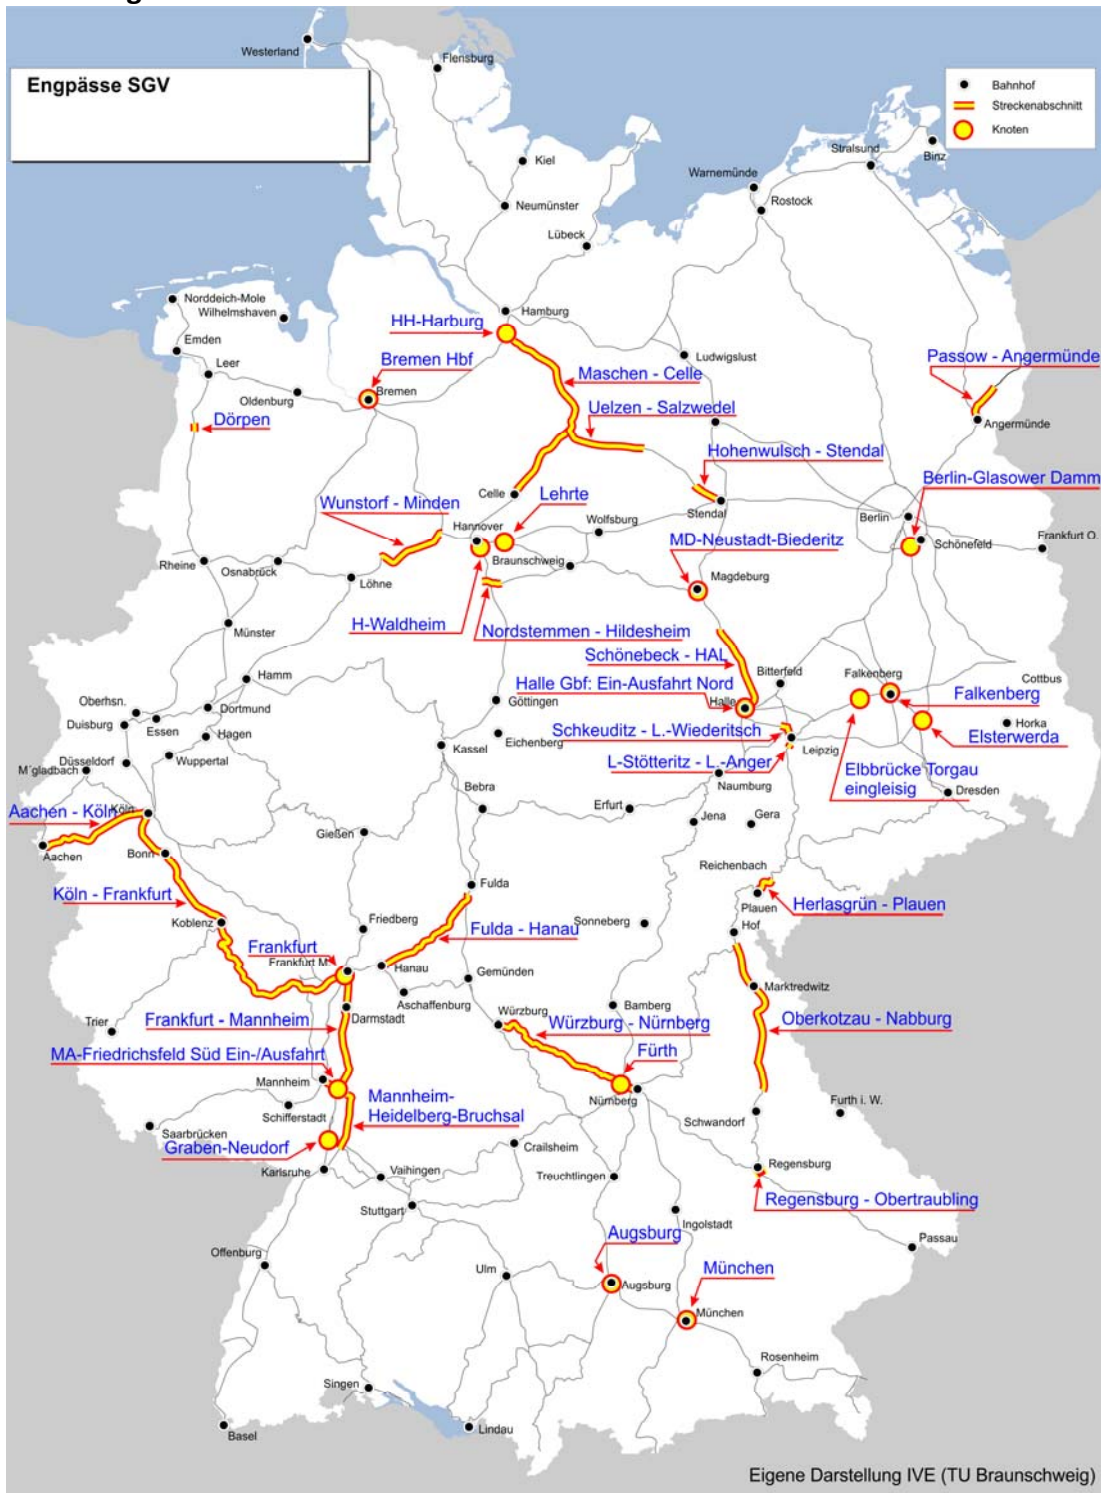 Westerland
Flensburg
Engpässe SGV
Bahnhof
Streckenabschnitt
Knoten
Kiel
Stralsund
Binz
Warnemünde
Rostock
Neumünster
Lübeck
Norddeich-Mole
Wilhelmshaven
Hamburg
HH-Harburg
Emden
Leer
Bremen Hbf
Bremen
Oldenburg
Maschen - Celle
Ludwigslust
Passow - Angermünde
Uelzen - Salzwedel
Dörpen
Angermünde
Hohenwulsch - Stendal
Berlin-Glasower Damm
Celle
Lehrte
Wunstorf - Minden
Stendal
Berlin
Hannover
Wolfsburg
Schönefeld
Frankfurt O.
MD-Neustadt-Biederitz
Braunschweig
Rheine
Osnabrück
Löhne
Magdeburg
H-Waldheim
Nordstemmen - Hildesheim
Münster
Schönebeck - HAL
Hamm
Bitterfeld
Falkenberg
Cottbus
Halle Gbf: Ein-Ausfahrt Nord
Halle
Falkenberg
Göttingen
Oberhsn.
Dortmund
Duisburg
Essen
Hagen
Schkeuditz - L.-Wiederitsch
Horka
Elsterwerda
Eichenberg
Kassel
Leipzig
Wuppertal
Düsseldorf
M´gladbach
L-Stötteritz - L.-Anger
Elbbrücke Torgau
eingleisig
Naumburg
Bebra
Dresden
Aachen - Köln
Köln
Erfurt
Jena
Gera
Gießen
Aachen
Bonn
Reichenbach
Fulda
Köln - Frankfurt
Plauen
Herlasgrün - Plauen
Koblenz
Friedberg
Fulda - Hanau
Sonneberg
Hof
Frankfurt
Frankfurt M.
Hanau
Gemünden
Aschaffenburg
Marktredwitz
Bamberg
Trier
Frankfurt - Mannheim
Darmstadt
Würzburg
Würzburg - Nürnberg
Oberkotzau - Nabburg
MA-Friedrichsfeld Süd Ein-/Ausfahrt
Fürth
Mannheim
Mannheim-
Heidelberg-Bruchsal
Nürnberg
Schifferstadt
Schwandorf
Furth i. W.
Saarbrücken
Graben-Neudorf
Crailsheim
Karlsruhe
Vaihingen
Treuchtlingen
Regensburg
Regensburg - Obertraubling
Stuttgart
Ingolstadt
Augsburg
Passau
Offenburg
Ulm
München
Augsburg
München
Rosenheim
Singen
Basel
Lindau
Eigene Darstellung IVE (TU Braunschweig)